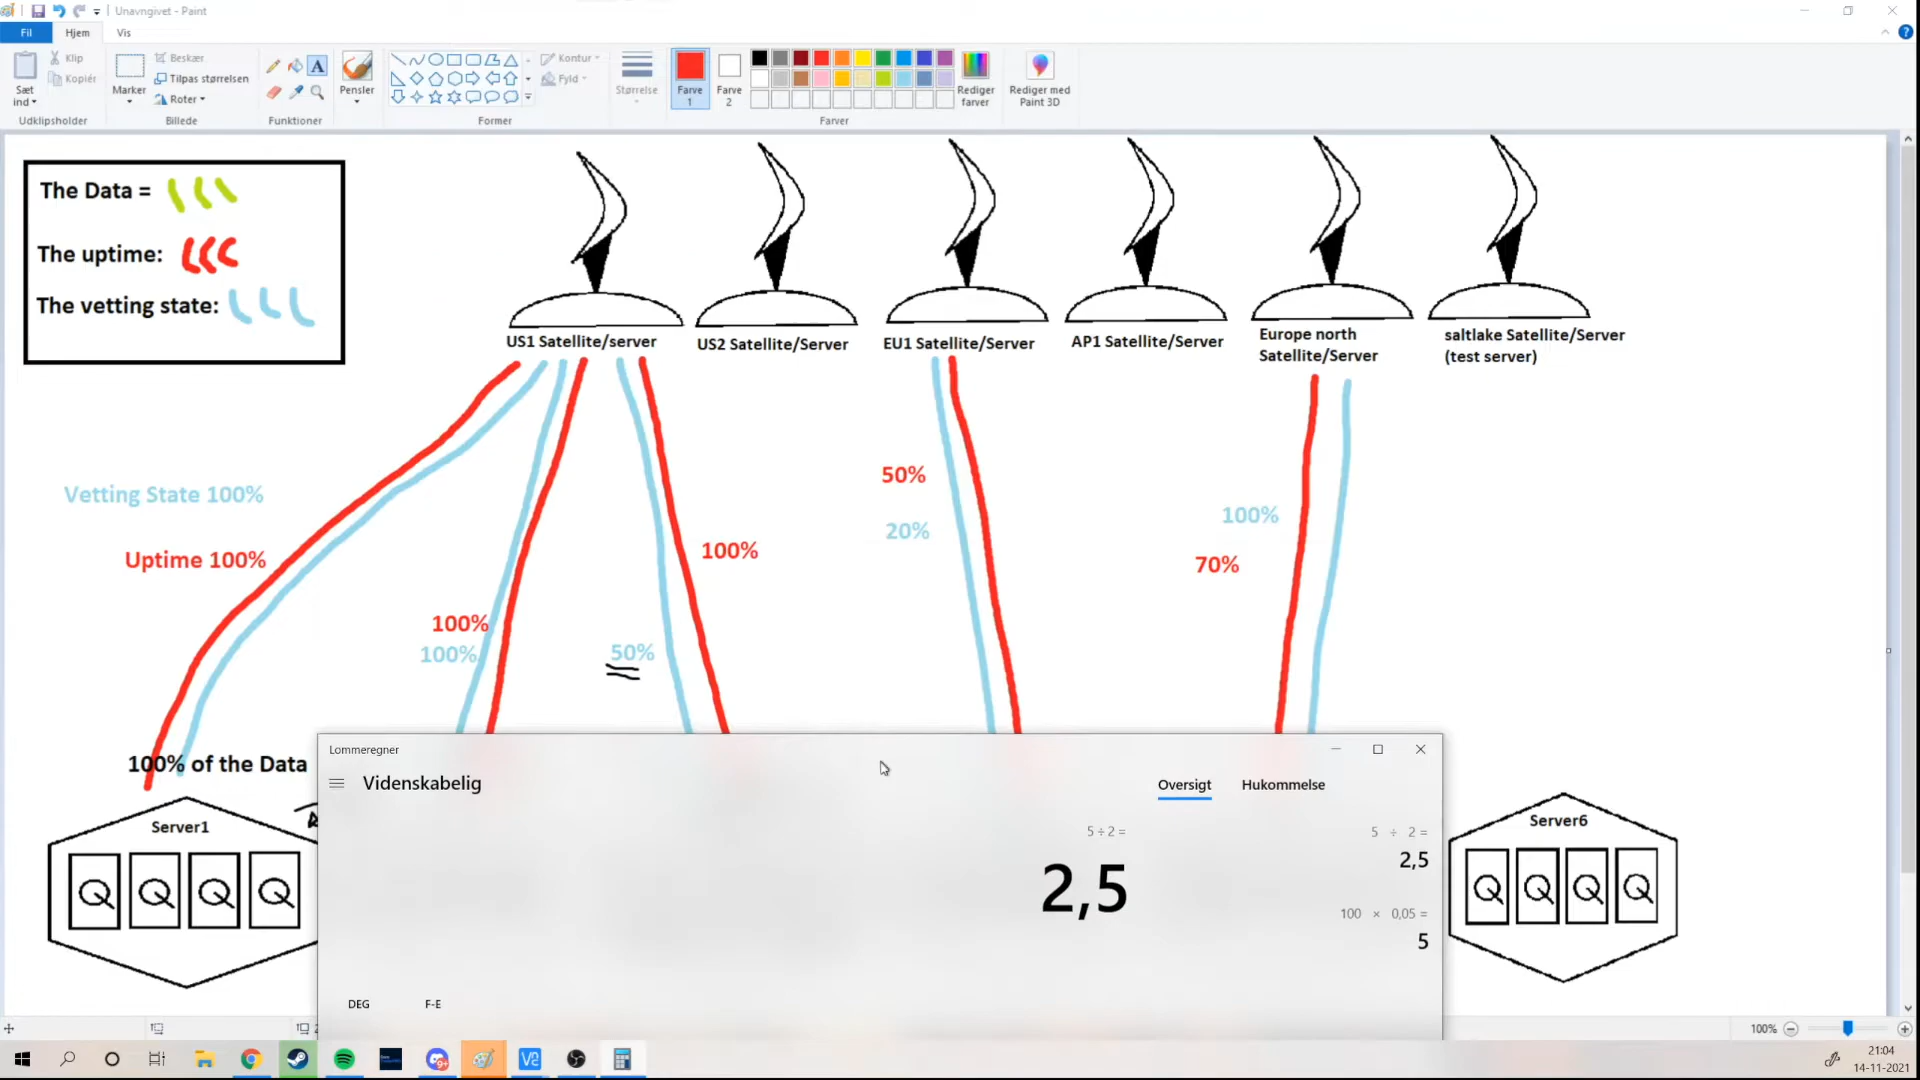 Unavngivet - Paint
Fil
Hjem
Vis
Sæt
ind
Klip
Kopiér
Udklipsholder
Marker
Beskær
Tilpas størrelsen
Roter
Billede
A
Funktioner
Pensler
Kontur
Fyld
Former
Størrelse
Farve
1
Farve
2
Rediger
farver
Farver
Rediger med
Paint 3D
The Data =
The uptime:
The vetting state:
US1 Satellite/server
US2 Satellite/Server
EU1 Satellite/Server
AP1 Satellite/Server
Europe north
Satellite/Server
saltlake Satellite/Server
(test server)
Vetting State 100%
Uptime 100%
100%
100%
50%
100%
50%
20%
100%
70%
100% of the Data
Server1
Q Q Q Q
Server6
Q Q Q Q
Lommeregner
Videnskabelig
Oversigt
Hukommelse
5 ÷ 2 =
2,5
5 ÷ 2 =
2,5
100 × 0,05 =
5
DEG
F-E
100%
21:04
14-11-2021